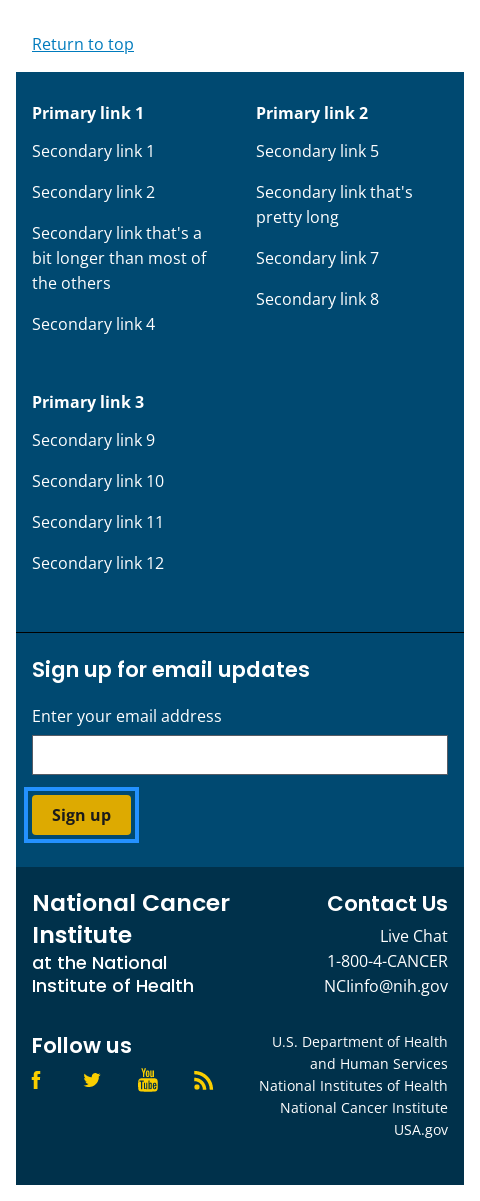 Return to top
Primary link 1
Secondary link 1
Secondary link 2
Secondary link that's a
bit longer than most of
the others
Secondary link 4
Primary link 2
Secondary link 5
Secondary link that's
pretty long
Secondary link 7
Secondary link 8
Primary link 3
Secondary link 9
Secondary link 10
Secondary link 11
Secondary link 12
Sign up for email updates
Enter your email address
Sign up
National Cancer
Institute
at the National
Institute of Health
Contact Us
Live Chat
1-800-4-CANCER
NCIinfo@nih.gov
Follow us
You
Tube
U.S. Department of Health
and Human Services
National Institutes of Health
National Cancer Institute
USA.gov